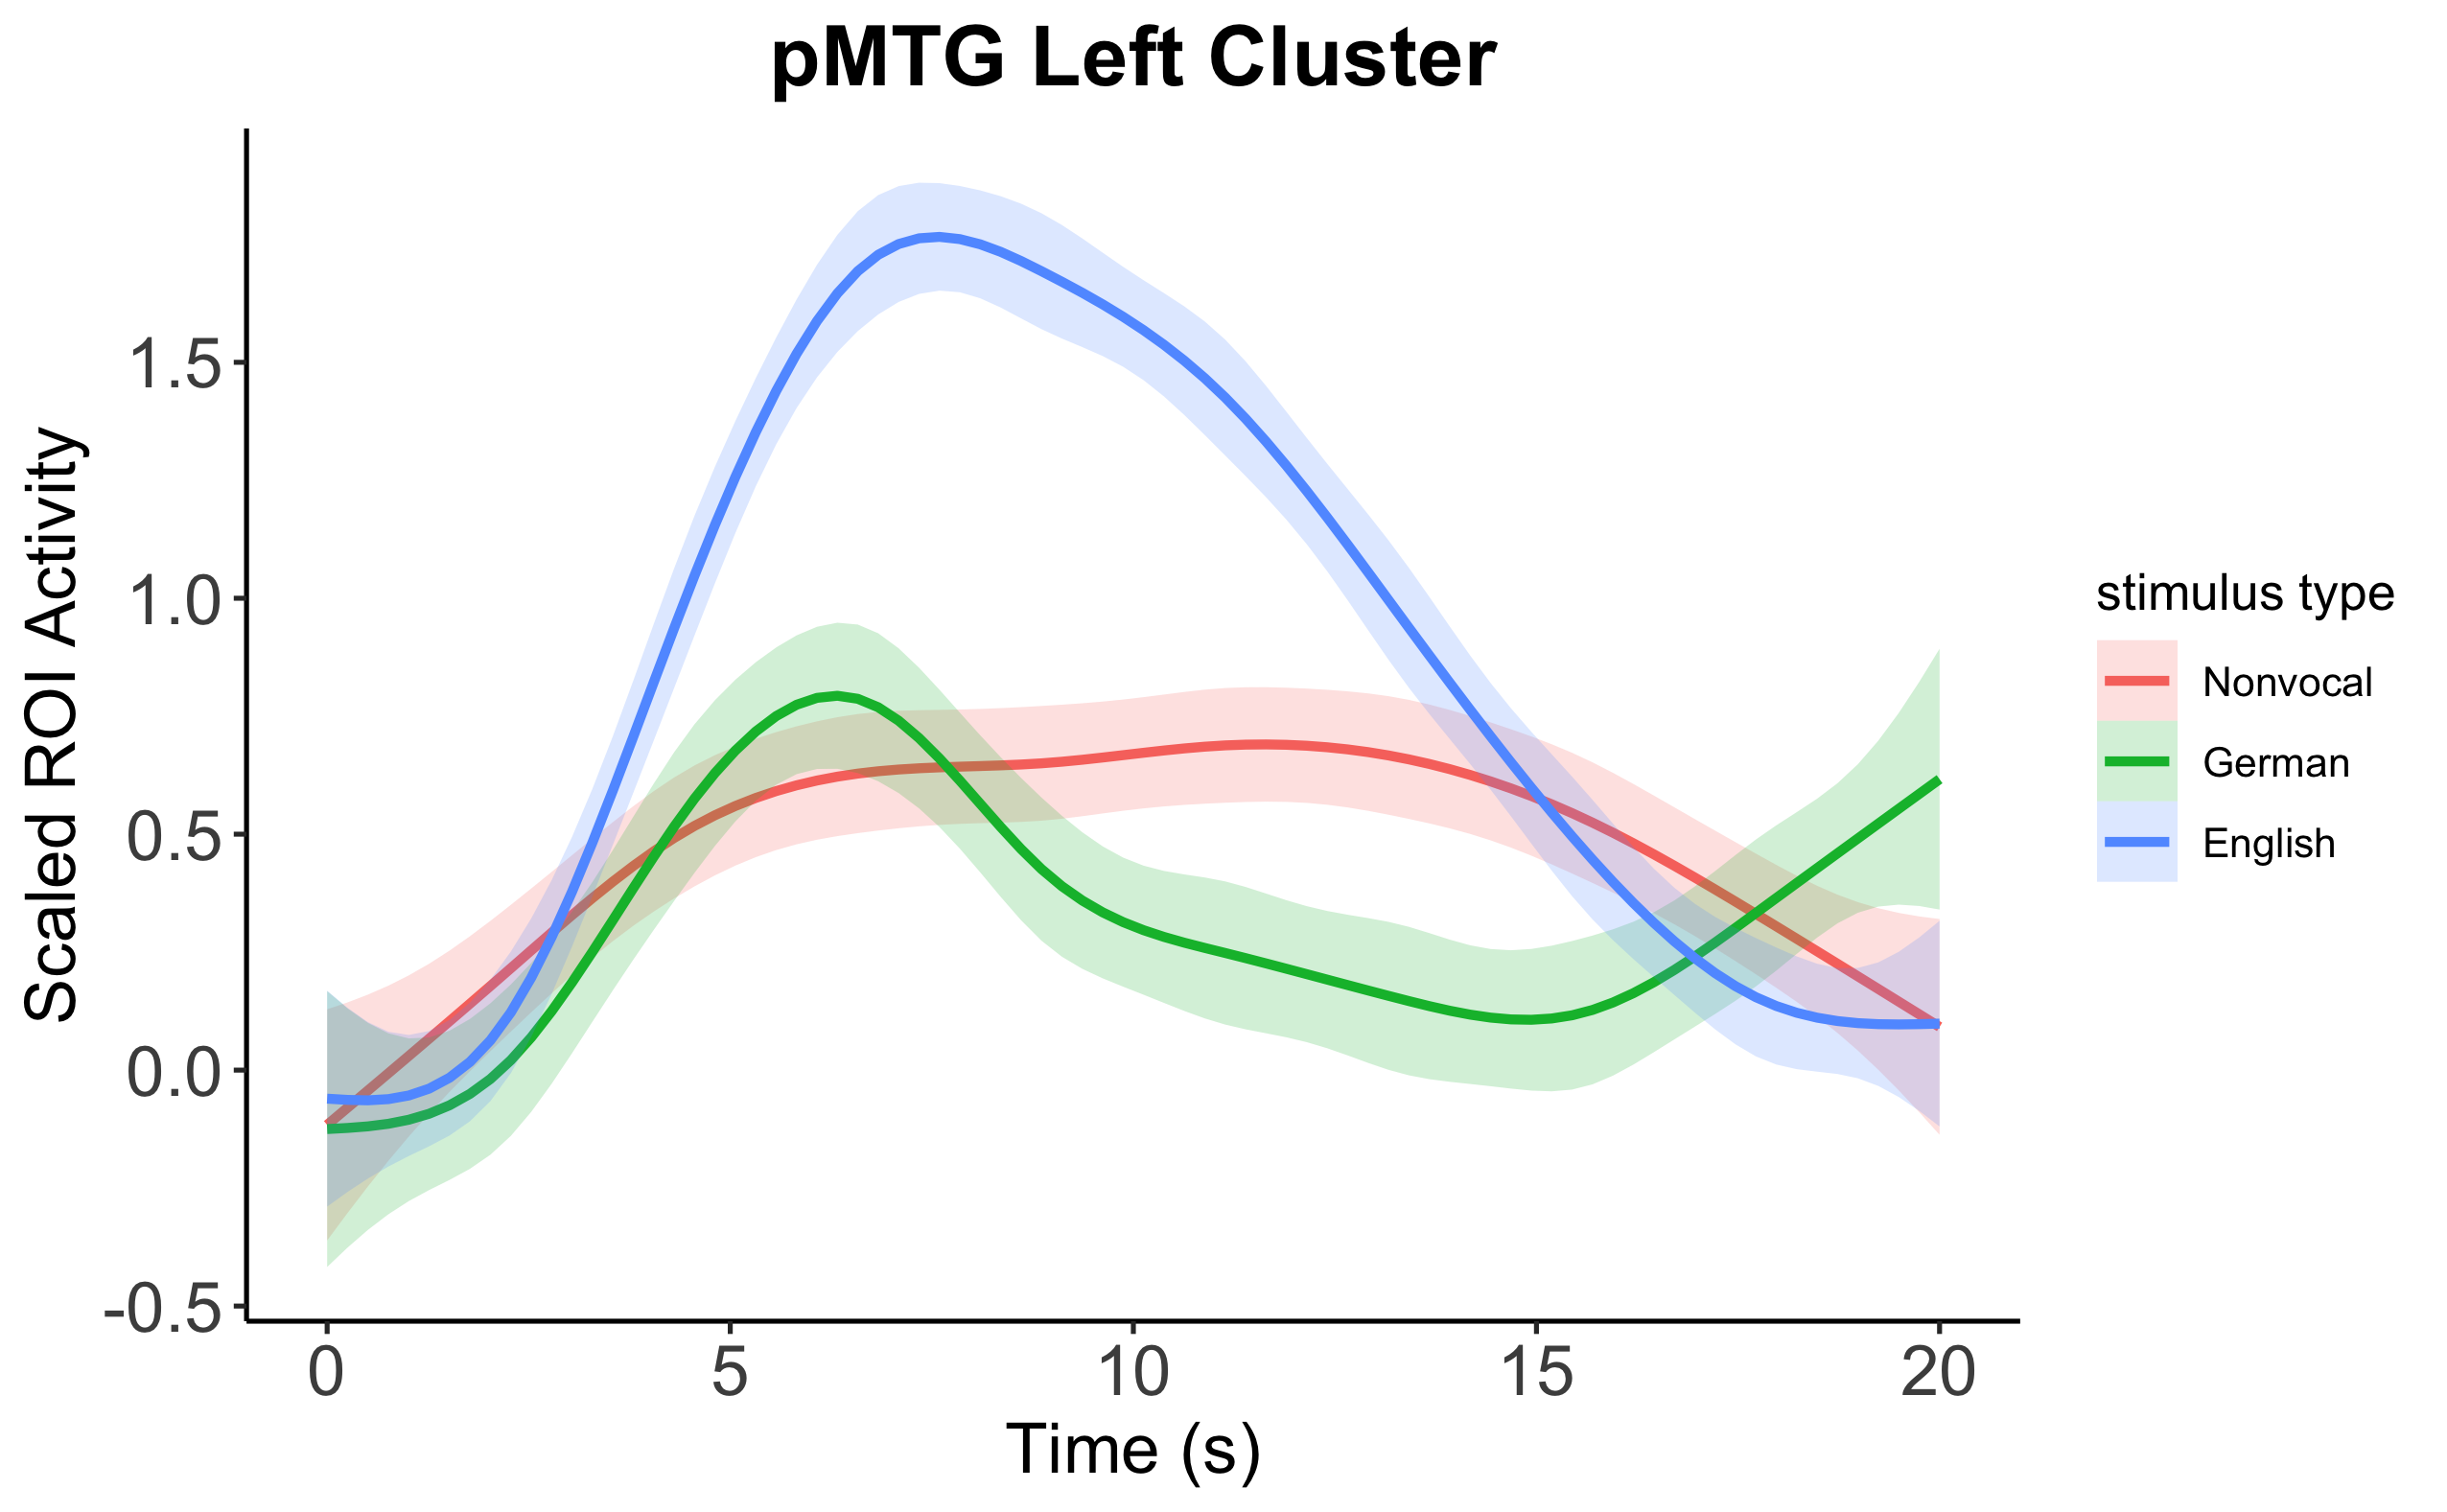 pMTG Left Cluster
Scaled ROI Activity
1.5
1.0
0.5
0.0
-0.5
0
5
10
15
20
Time (s)
stimulus type
Nonvocal
German
English